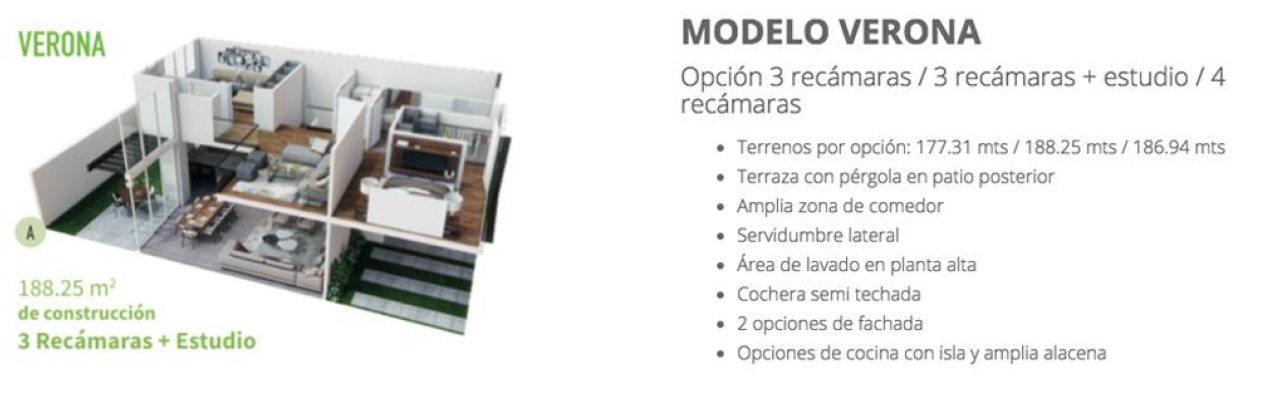 VERONA
A
188.25 m²
de construcción
3 Recámaras + Estudio
MODELO VERONA
Opción 3 recámaras / 3 recámaras + estudio / 4
recámaras
• Terrenos por opción: 177.31 mts / 188.25 mts / 186.94 mts
• Terraza con pérgola en patio posterior
• Amplia zona de comedor
• Servidumbre lateral
• Área de lavado en planta alta
• Cochera semi techada
• 2 opciones de fachada
• Opciones de cocina con isla y amplia alacena